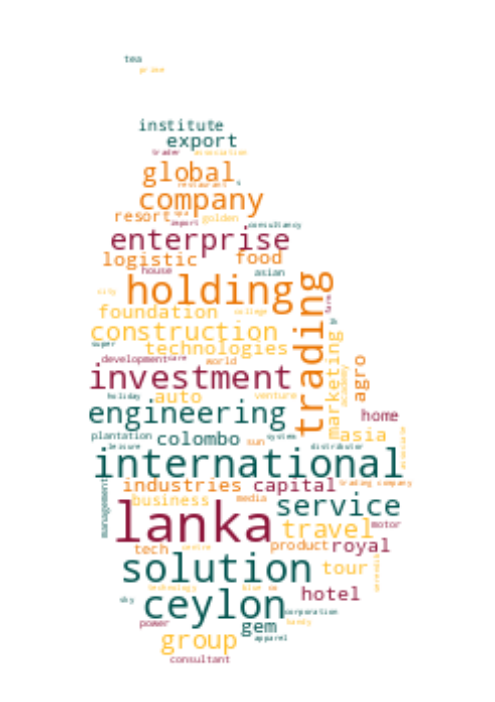 tea
prime
institute
export
trader association
global
restaurant
company
resort spa golden
import consultancy
enterprise
logistic food
house asian
holding
trading
city
farm
foundation college
construction
super
technologies
marketing
development care world
agro
investment
academy
holiday auto venture
engineering home
plantation colombo sun system asia
leisure distributor
associate
international
industries capital trading company
management
business media service
lanka travel motor
tech product royal
solution tour
technology blue
hotel
sky ceylon corporation
power gem
group apparel
consultant